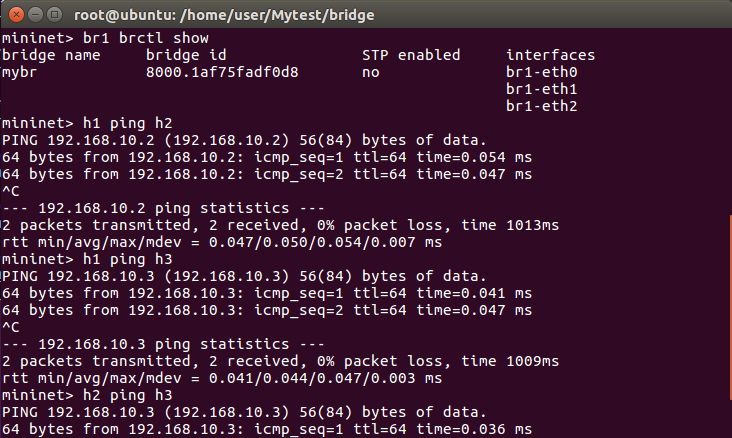 root@ubuntu: /home/user/Mytest/bridge
mininet> br1 brctl show
bridge name     bridge id               STP enabled     interfaces
mybr            8000.1af75fadf0d8       no              br1-eth0
                                                        br1-eth1
                                                        br1-eth2
mininet> h1 ping h2
PING 192.168.10.2 (192.168.10.2) 56(84) bytes of data.
64 bytes from 192.168.10.2: icmp_seq=1 ttl=64 time=0.054 ms
64 bytes from 192.168.10.2: icmp_seq=2 ttl=64 time=0.047 ms
^C
--- 192.168.10.2 ping statistics ---
2 packets transmitted, 2 received, 0% packet loss, time 1013ms
rtt min/avg/max/mdev = 0.047/0.050/0.054/0.007 ms
mininet> h1 ping h3
PING 192.168.10.3 (192.168.10.3) 56(84) bytes of data.
64 bytes from 192.168.10.3: icmp_seq=1 ttl=64 time=0.041 ms
64 bytes from 192.168.10.3: icmp_seq=2 ttl=64 time=0.047 ms
^C
--- 192.168.10.3 ping statistics ---
2 packets transmitted, 2 received, 0% packet loss, time 1009ms
rtt min/avg/max/mdev = 0.041/0.044/0.047/0.003 ms
mininet> h2 ping h3
PING 192.168.10.3 (192.168.10.3) 56(84) bytes of data.
64 bytes from 192.168.10.3: icmp_seq=1 ttl=64 time=0.036 ms